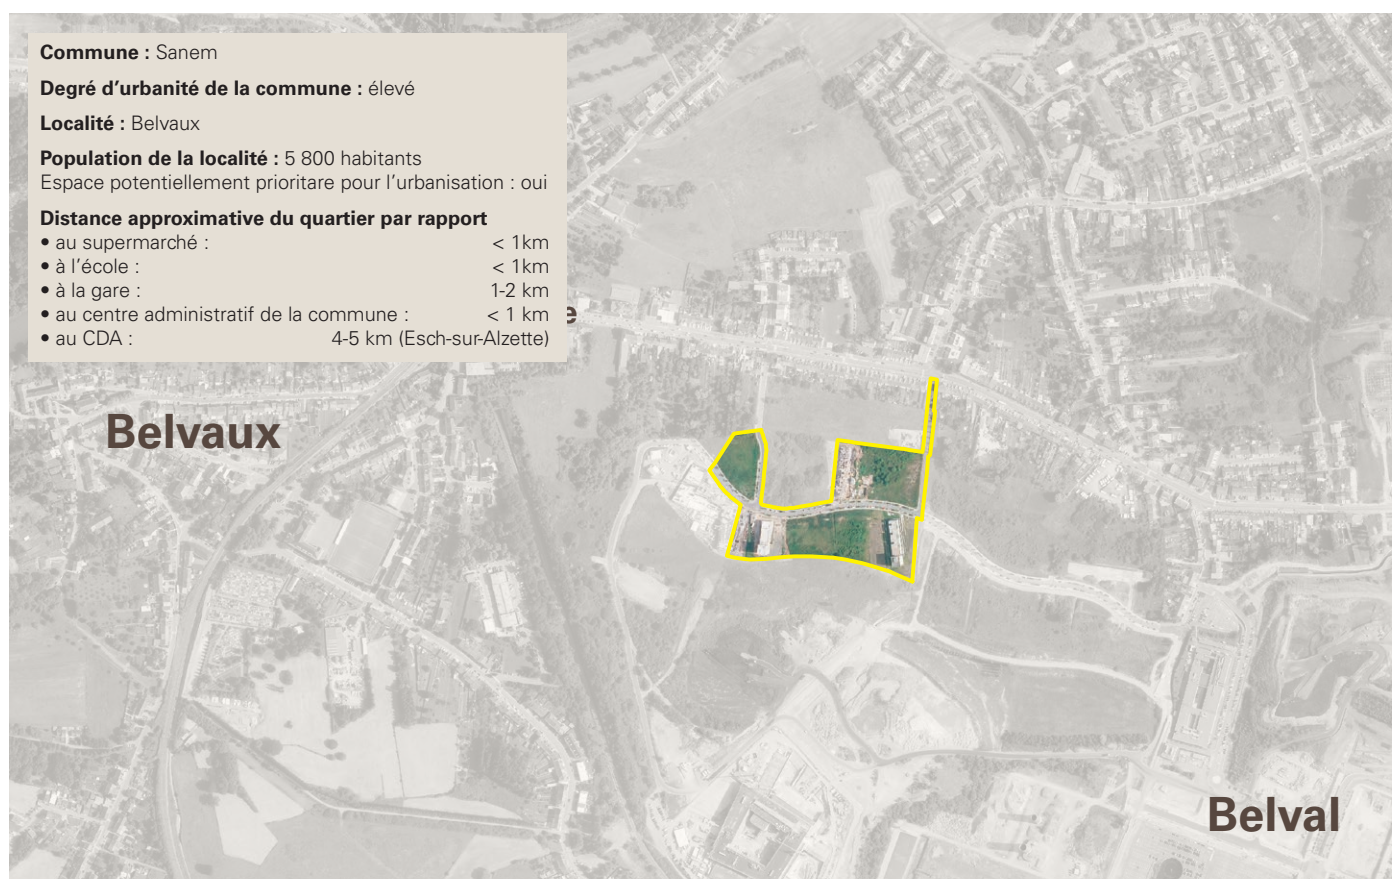 Commune : Sanem
Degré d'urbanité de la commune : élevé
Localité : Belvaux
Population de la localité : 5 800 habitants
Espace potentiellement prioritare pour l'urbanisation : oui
Distance approximative du quartier par rapport
• au supermarché : < 1km
• à l'école : < 1km
• à la gare : 1-2 km
• au centre administratif de la commune : < 1 km
• au CDA : 4-5 km (Esch-sur-Alzette)
Belvaux
Belval